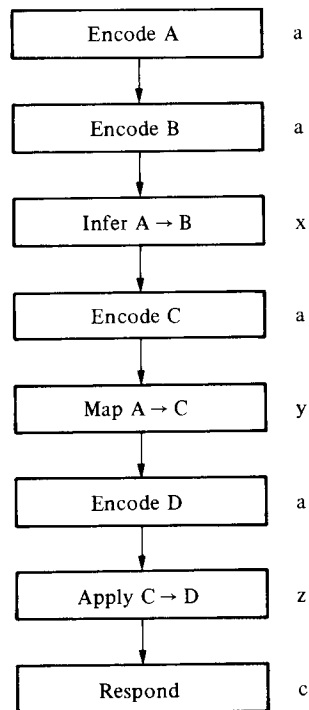 Encode A a
Encode B a
Infer A → B x
Encode C a
Map A → C y
Encode D a
Apply C → D z
Respond c